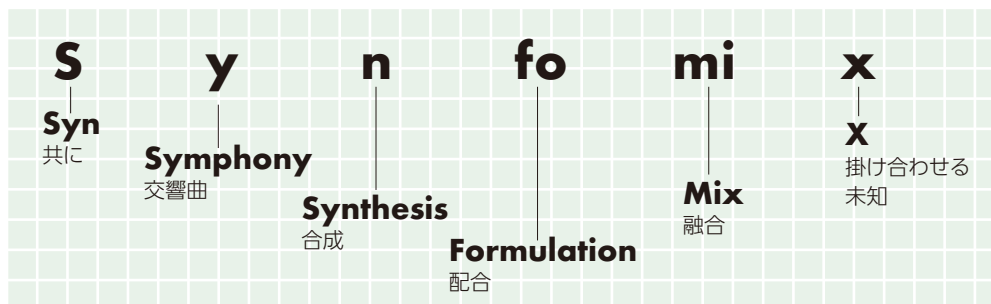 S y n fo mi x
Syn
共に
Symphony
交響曲
Synthesis
合成
Formulation
配合
Mix
融合
x
掛け合わせる
未知